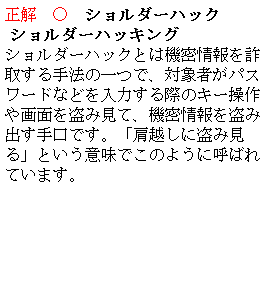 正解　〇　ショルダーハック
ショルダーハッキング
ショルダーハックとは機密情報を詐
取する手法の一つで、対象者がパス
ワードなどを入力する際のキー操作
や画面を盗み見て、機密情報を盗み
出す手口です。「肩越しに盗み見
る」という意味でこのように呼ばれ
ています。